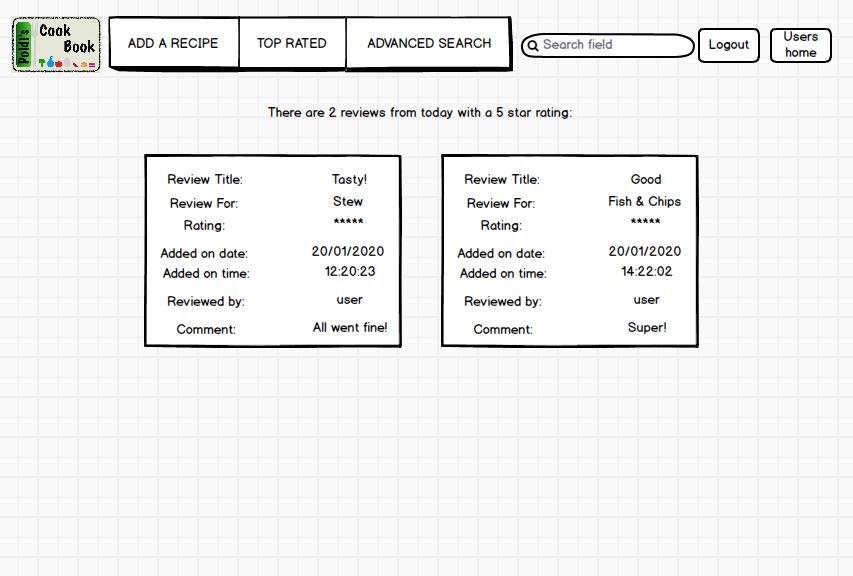 Poldi's
Cook
Book
ADD A RECIPE
TOP RATED
ADVANCED SEARCH
Search field
Logout
Users
home
There are 2 reviews from today with a 5 star rating:
Review Title: Tasty!
Review For: Stew
Rating: *****
Added on date: 20/01/2020
Added on time: 12:20:23
Reviewed by: user
Comment: All went fine!
Review Title: Good
Review For: Fish & Chips
Rating: *****
Added on date: 20/01/2020
Added on time: 14:22:02
Reviewed by: user
Comment: Super!